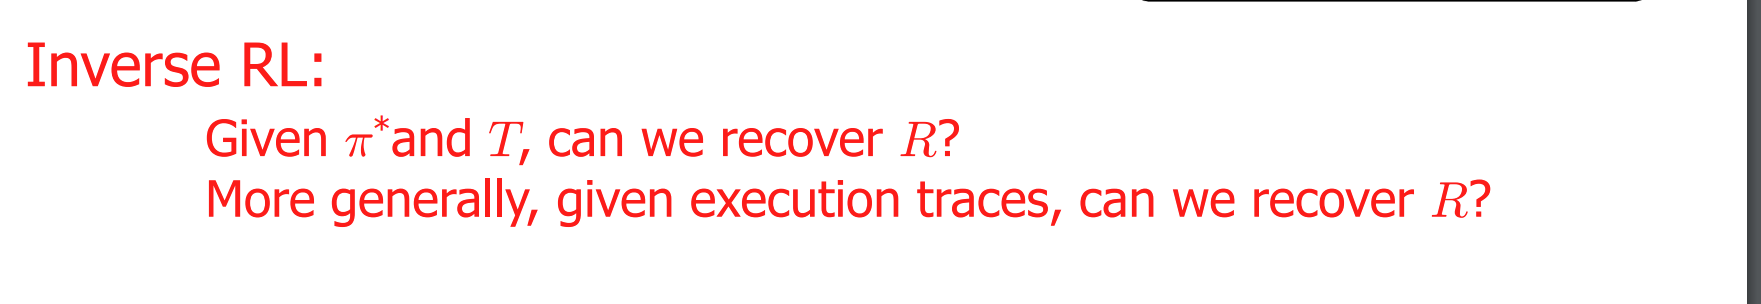 Inverse RL:
Given π* and T, can we recover R?
More generally, given execution traces, can we recover R?